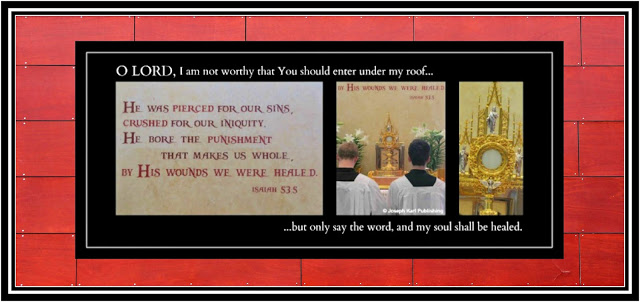 O LORD, I am not worthy that You should enter under my roof...
HE WAS PIERCED FOR OUR SINS,
CRUSHED FOR OUR INIQUITY.
HE BORE THE PUNISHMENT
THAT MAKES US WHOLE,
BY HIS WOUNDS WE WERE HEALED.
ISAIAH 53:5
BY HIS WOUNDS WE WERE HEALED.
ISAIAH 53:5
© Joseph Karl Publishing
...but only say the word, and my soul shall be healed.